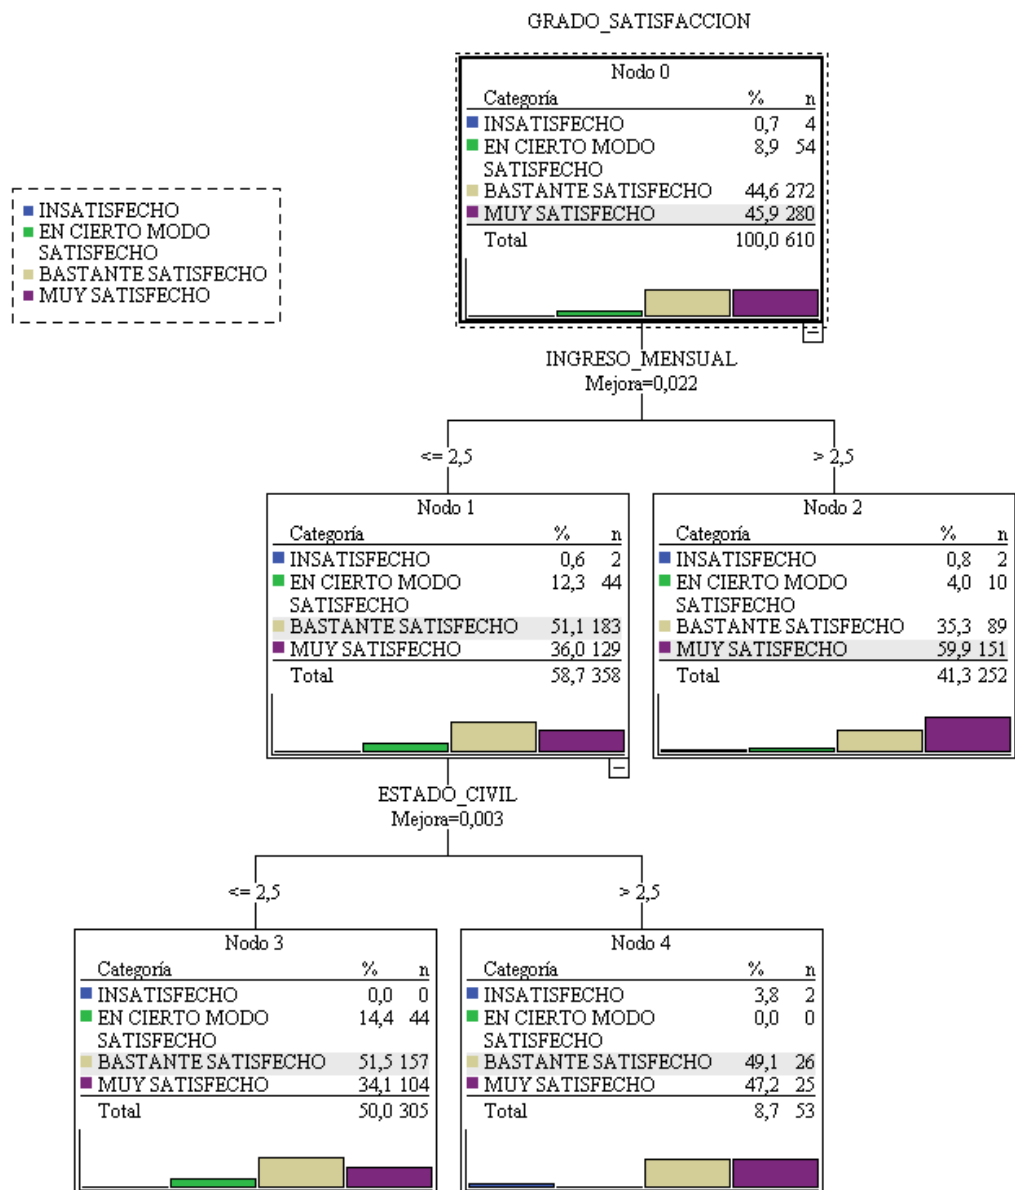 GRADO_SATISFACCION
Nodo 0
Categoría % n
INSATISFECHO 0,7 4
EN CIERTO MODO 8,9 54
SATISFECHO
BASTANTE SATISFECHO 44,6 272
MUY SATISFECHO 45,9 280
Total 100,0 610
INSATISFECHO
EN CIERTO MODO
SATISFECHO
BASTANTE SATISFECHO
MUY SATISFECHO
INGRESO_MENSUAL
Mejora=0,022
<= 2,5
> 2,5
Nodo 1
Categoría % n
INSATISFECHO 0,6 2
EN CIERTO MODO 12,3 44
SATISFECHO
BASTANTE SATISFECHO 51,1 183
MUY SATISFECHO 36,0 129
Total 58,7 358
Nodo 2
Categoría % n
INSATISFECHO 0,8 2
EN CIERTO MODO 4,0 10
SATISFECHO
BASTANTE SATISFECHO 35,3 89
MUY SATISFECHO 59,9 151
Total 41,3 252
ESTADO_CIVIL
Mejora=0,003
<= 2,5
> 2,5
Nodo 3
Categoría % n
INSATISFECHO 0,0 0
EN CIERTO MODO 14,4 44
SATISFECHO
BASTANTE SATISFECHO 51,5 157
MUY SATISFECHO 34,1 104
Total 50,0 305
Nodo 4
Categoría % n
INSATISFECHO 3,8 2
EN CIERTO MODO 0,0 0
SATISFECHO
BASTANTE SATISFECHO 49,1 26
MUY SATISFECHO 47,2 25
Total 8,7 53